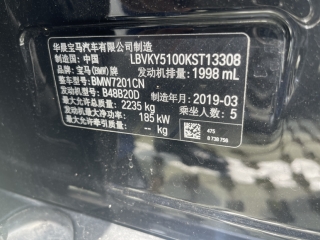 华晨宝马汽车有限公司制造
制造国：中国 LBVKY5100KST13308
品牌：宝马(BMW)牌 发动机排量：1998 mL
整车型号：BMW7201CN
发动机型号：B48B20D 制造年月：2019-03
最大允许总质量：2235 kg 乘坐人数：5
发动机最大净功率：185 kW
最大允许牵引质量： kg
475